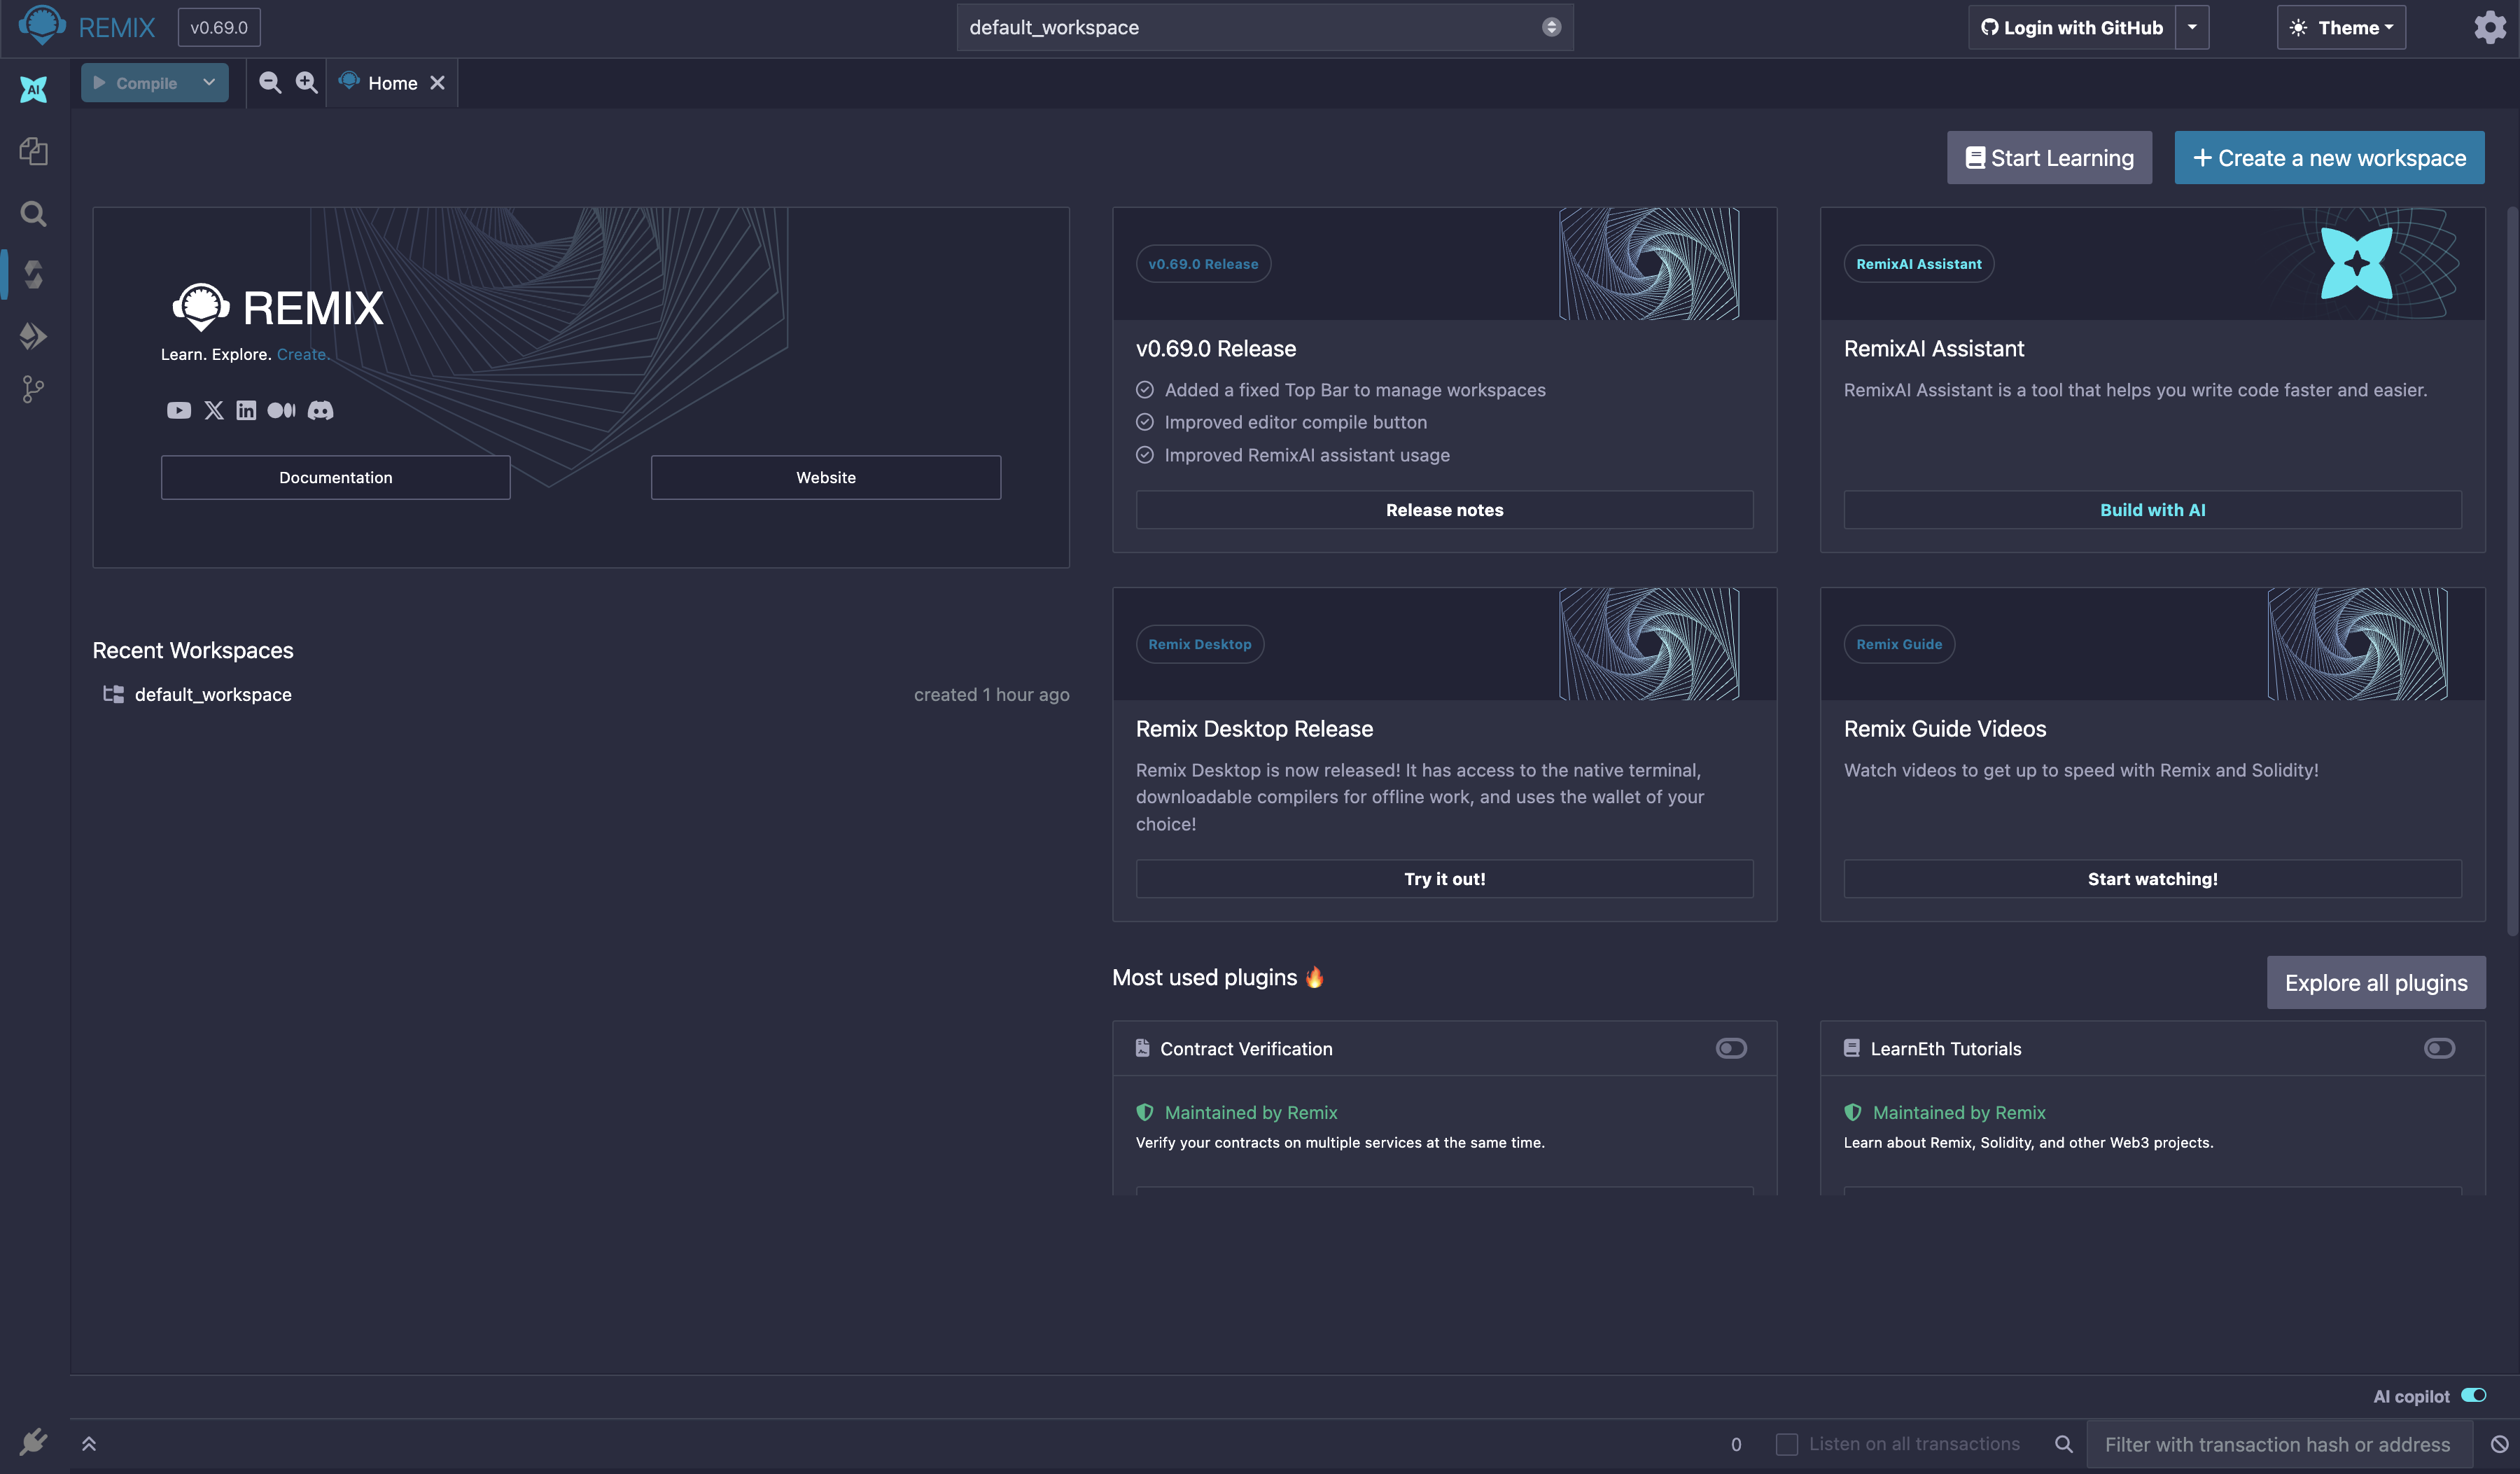 REMIX
v0.69.0
default_workspace
Login with GitHub
Theme
AI
Compile
Home
Start Learning
Create a new workspace
REMIX
Learn. Explore. Create.
Documentation
Website
Recent Workspaces
default_workspace
created 1 hour ago
v0.69.0 Release
v0.69.0 Release
Added a fixed Top Bar to manage workspaces
Improved editor compile button
Improved RemixAI assistant usage
Release notes
RemixAI Assistant
RemixAI Assistant
RemixAI Assistant is a tool that helps you write code faster and easier.
Build with AI
Remix Desktop
Remix Desktop Release
Remix Desktop is now released! It has access to the native terminal,
downloadable compilers for offline work, and uses the wallet of your
choice!
Try it out!
Remix Guide
Remix Guide Videos
Watch videos to get up to speed with Remix and Solidity!
Start watching!
Most used plugins 🔥
Explore all plugins
Contract Verification
Maintained by Remix
Verify your contracts on multiple services at the same time.
LearnEth Tutorials
Maintained by Remix
Learn about Remix, Solidity, and other Web3 projects.
AI copilot
0
Listen on all transactions
Filter with transaction hash or address